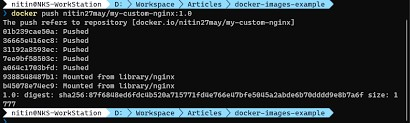 nitin@NKS-WorkStation D: Workspace Articles docker-images-example
docker push nitin27may/my-custom-nginx:1.0
The push refers to repository [docker.io/nitin27may/my-custom-nginx]
01b239cae50a: Pushed
36665e416ec8: Pushed
31192a8593ec: Pushed
7ee9bf58503c: Pushed
a064c1703bfd: Pushed
9388548487b1: Mounted from library/nginx
b45078e74ec9: Mounted from library/nginx
1.0: digest: sha256:87f6848ed6fdc4b520a715771fd4e766e47bfe5045a2abde6b70dddd9e8b7a6f size: 1
777
nitin@NKS-WorkStation D: Workspace Articles docker-images-example